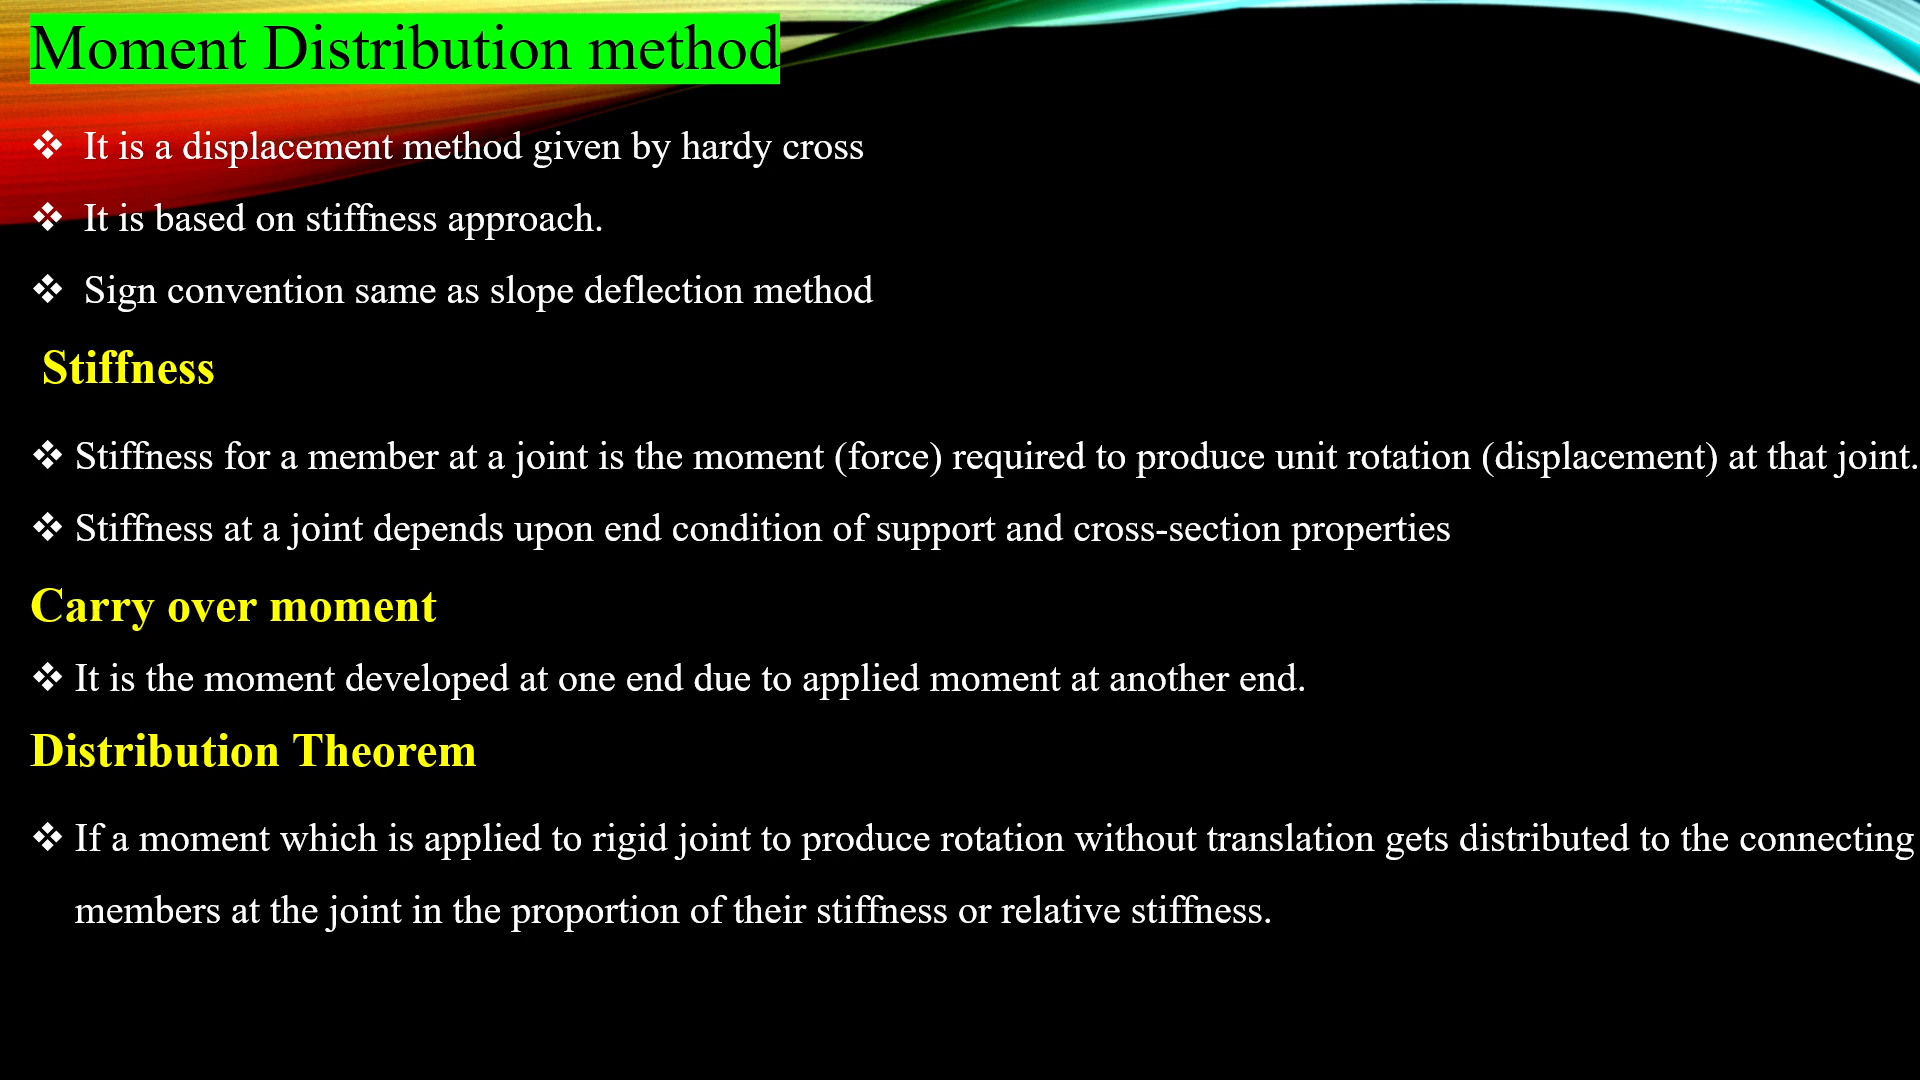 Moment Distribution method
❖ It is a displacement method given by hardy cross
❖ It is based on stiffness approach.
❖ Sign convention same as slope deflection method
Stiffness
❖ Stiffness for a member at a joint is the moment (force) required to produce unit rotation (displacement) at that joint.
❖ Stiffness at a joint depends upon end condition of support and cross-section properties
Carry over moment
❖ It is the moment developed at one end due to applied moment at another end.
Distribution Theorem
❖ If a moment which is applied to rigid joint to produce rotation without translation gets distributed to the connecting
members at the joint in the proportion of their stiffness or relative stiffness.